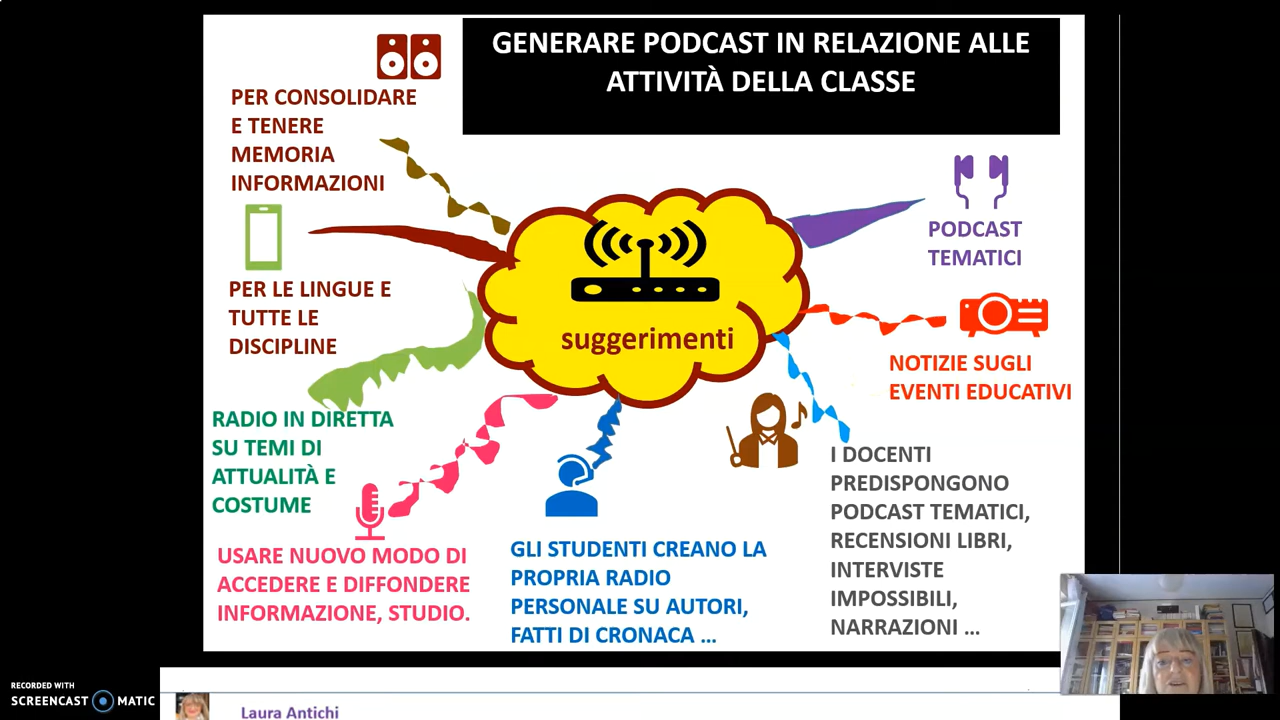 GENERARE PODCAST IN RELAZIONE ALLE
ATTIVITÀ DELLA CLASSE
PER CONSOLIDARE
E TENERE
MEMORIA
INFORMAZIONI
PER LE LINGUE E
TUTTE LE
DISCIPLINE
RADIO IN DIRETTA
SU TEMI DI
ATTUALITÀ E
COSTUME
USARE NUOVO MODO DI
ACCEDERE E DIFFONDERE
INFORMAZIONE, STUDIO.
suggerimenti
GLI STUDENTI CREANO LA
PROPRIA RADIO
PERSONALE SU AUTORI,
FATTI DI CRONACA ...
PODCAST
TEMATICI
NOTIZIE SUGLI
EVENTI EDUCATIVI
I DOCENTI
PREDISPONGONO
PODCAST TEMATICI,
RECENSIONI LIBRI,
INTERVISTE
IMPOSSIBILI,
NARRAZIONI ...
RECORDED WITH
SCREENCAST MATIC
Laura Antichi